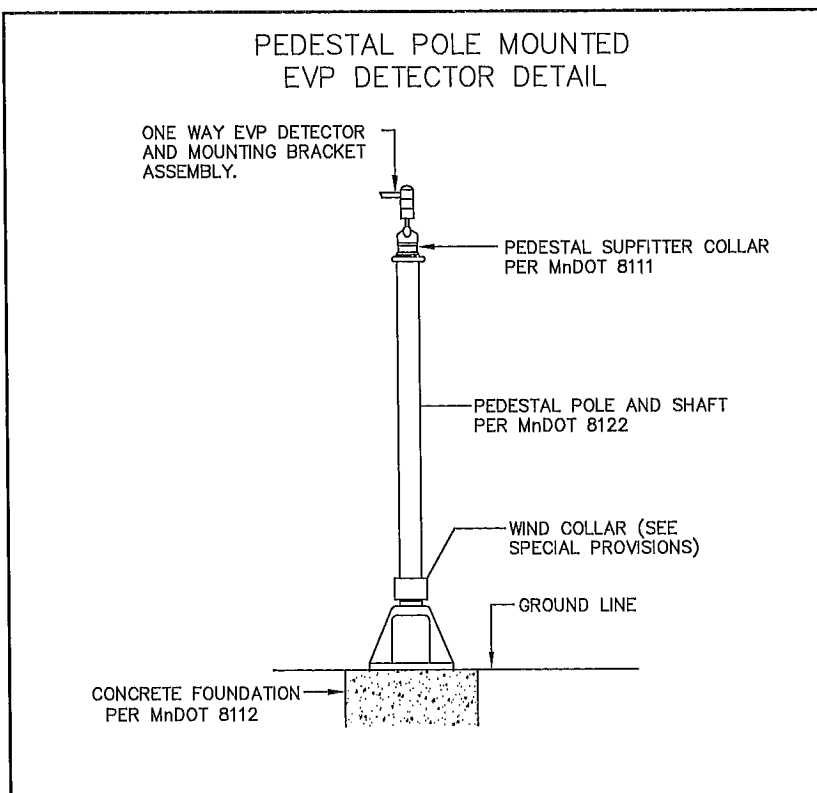 PEDESTAL POLE MOUNTED
EVP DETECTOR DETAIL
ONE WAY EVP DETECTOR
AND MOUNTING BRACKET
ASSEMBLY.
PEDESTAL SUPFITTER COLLAR
PER MnDOT 8111
PEDESTAL POLE AND SHAFT
PER MnDOT 8122
WIND COLLAR (SEE
SPECIAL PROVISIONS)
GROUND LINE
CONCRETE FOUNDATION
PER MnDOT 8112